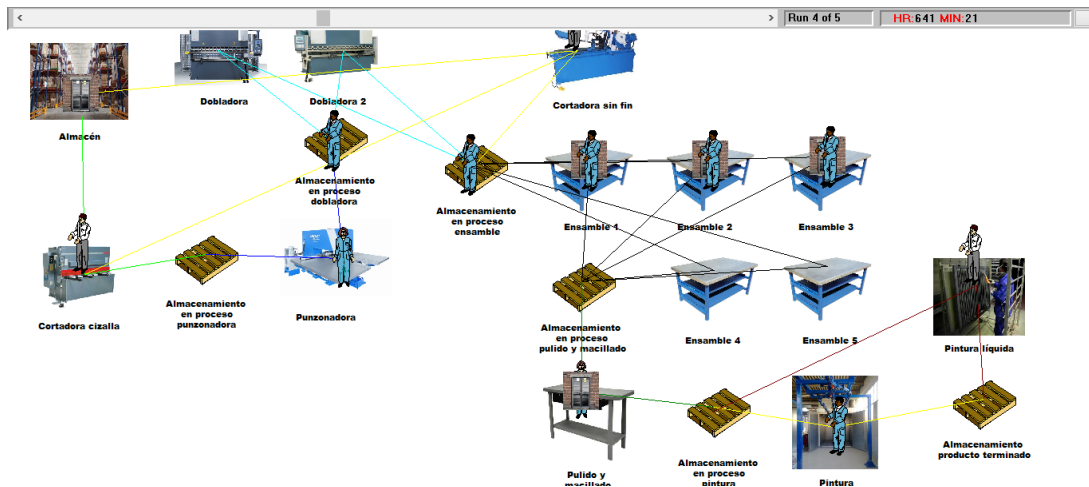 Run 4 of 5
HR:641 MIN:21
Dobladora
Dobladora 2
Cortadora sin fin
Almacén
Almacenamiento
en proceso
dobladora
Almacenamiento
en proceso
ensamble
Ensamble 1
Ensamble 2
Ensamble 3
Cortadora cizalla
Almacenamiento
en proceso
punzonadora
Punzonadora
Almacenamiento
en proceso
pulido y macillado
Ensamble 4
Ensamble 5
Pintura líquida
Pulido y
macillado
Almacenamiento
en proceso
pintura
Pintura
Almacenamiento
producto terminado